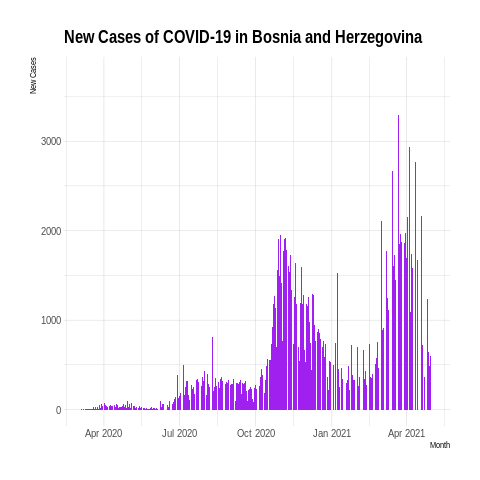 New Cases of COVID-19 in Bosnia and Herzegovina
New Cases
3000
2000
1000
0
Apr 2020 Jul 2020 Oct 2020 Jan 2021 Apr 2021
Month